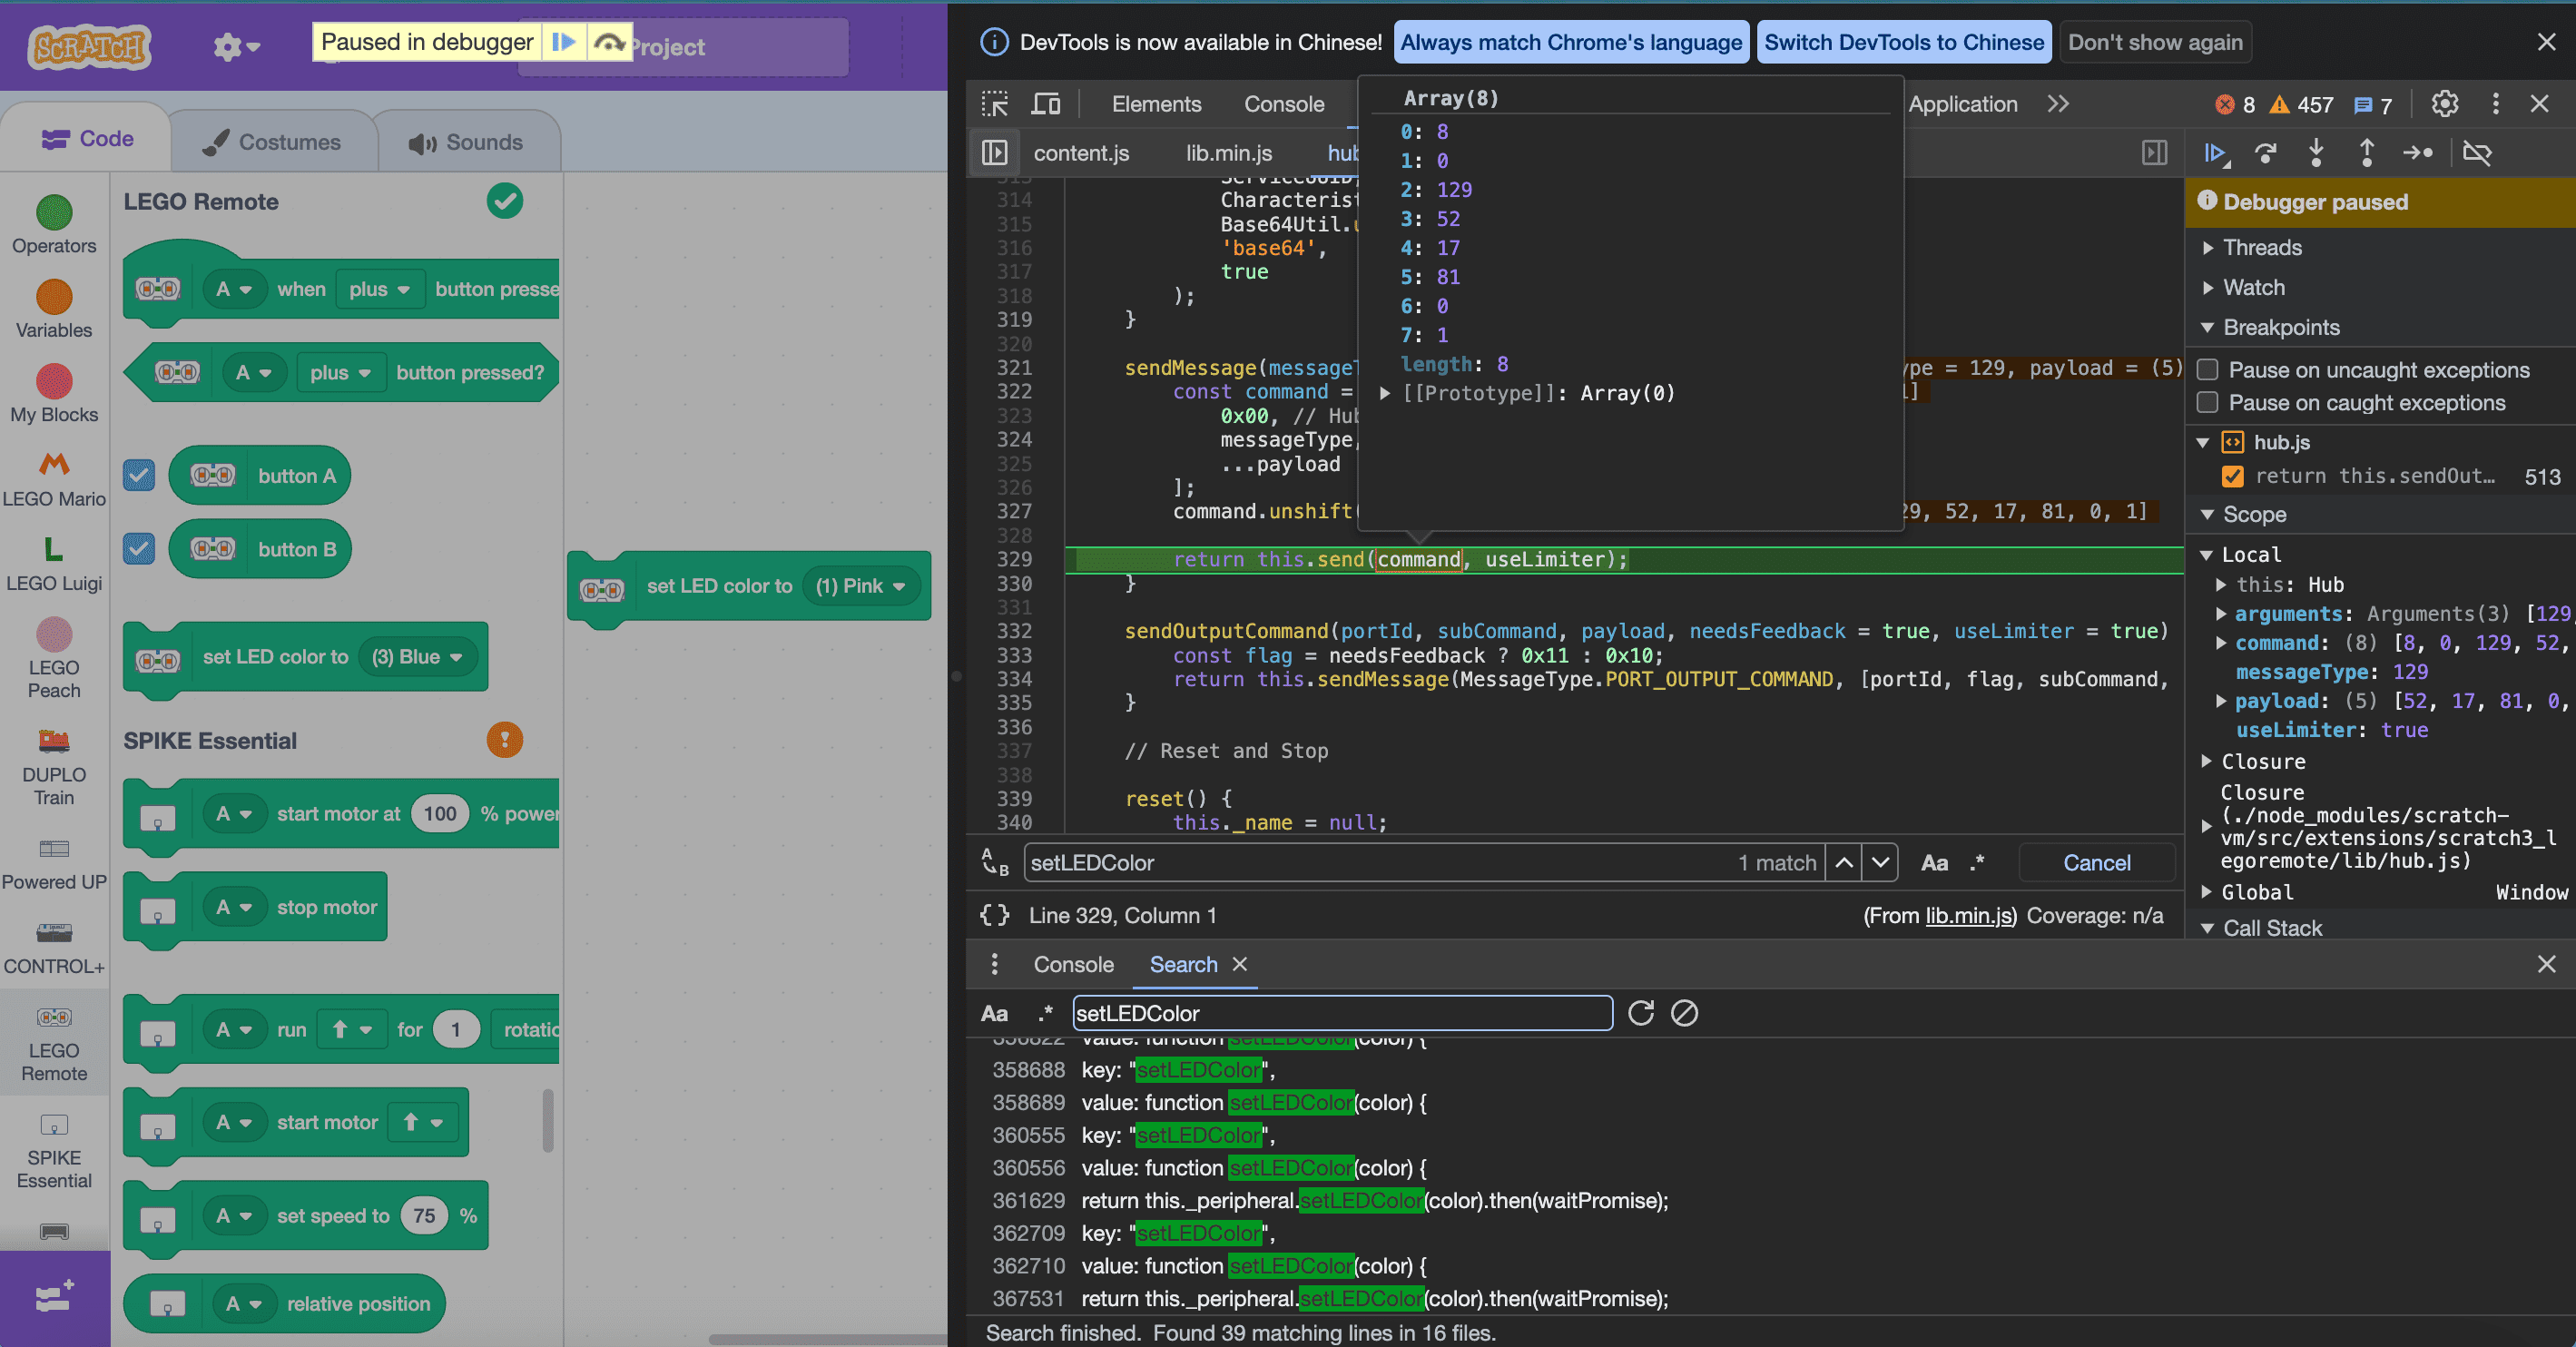 SCRATCH
Paused in debugger
Project
Code
Costumes
Sounds
Operators
Variables
My Blocks
LEGO Mario
LEGO Luigi
LEGO
Peach
DUPLO
Train
Powered UP
CONTROL+
LEGO
Remote
SPIKE
Essential
LEGO Remote
A when plus button presse
A plus button pressed?
button A
button B
set LED color to (3) Blue
SPIKE Essential
A start motor at 100 % power
A stop motor
A run for 1 rotatio
A start motor
A set speed to 75 %
A relative position
set LED color to (1) Pink
DevTools is now available in Chinese! Always match Chrome's language Switch DevTools to Chinese Don't show again
Elements Console Application 8 457 7
content.js lib.min.js hub
Array(8)
0: 8
1: 0
2: 129
3: 52
4: 17
5: 81
6: 0
7: 1
length: 8
[[Prototype]]: Array(0)
314 Characterist
315 Base64Util.
316 'base64',
317 true
318 );
319 }
320
321 sendMessage(messageT ype = 129, payload = (5)
322 const command = 1]
323 0x00, // Hub
324 messageType,
325 ...payload
326 ];
327 command.unshift( 29, 52, 17, 81, 0, 1]
328
329 return this.send(command, useLimiter);
330 }
331
332 sendOutputCommand(portId, subCommand, payload, needsFeedback = true, useLimiter = true)
333 const flag = needsFeedback ? 0x11 : 0x10;
334 return this.sendMessage(MessageType.PORT_OUTPUT_COMMAND, [portId, flag, subCommand,
335 }
336
337 // Reset and Stop
338
339 reset() {
340 this._name = null;
A B setLEDColor 1 match Aa .* Cancel
{ } Line 329, Column 1 (From lib.min.js) Coverage: n/a
Debugger paused
Threads
Watch
Breakpoints
Pause on uncaught exceptions
Pause on caught exceptions
hub.js
return this.sendOut… 513
Scope
Local
this: Hub
arguments: Arguments(3) [129,
command: (8) [8, 0, 129, 52,
messageType: 129
payload: (5) [52, 17, 81, 0,
useLimiter: true
Closure
Closure
(./node_modules/scratch-
vm/src/extensions/scratch3_l
egoremote/lib/hub.js)
Global Window
Call Stack
Console Search
Aa .* setLEDColor
value: function setLEDColor(color) {
358688 key: "setLEDColor",
358689 value: function setLEDColor(color) {
360555 key: "setLEDColor",
360556 value: function setLEDColor(color) {
361629 return this._peripheral.setLEDColor(color).then(waitPromise);
362709 key: "setLEDColor",
362710 value: function setLEDColor(color) {
367531 return this._peripheral.setLEDColor(color).then(waitPromise);
Search finished. Found 39 matching lines in 16 files.